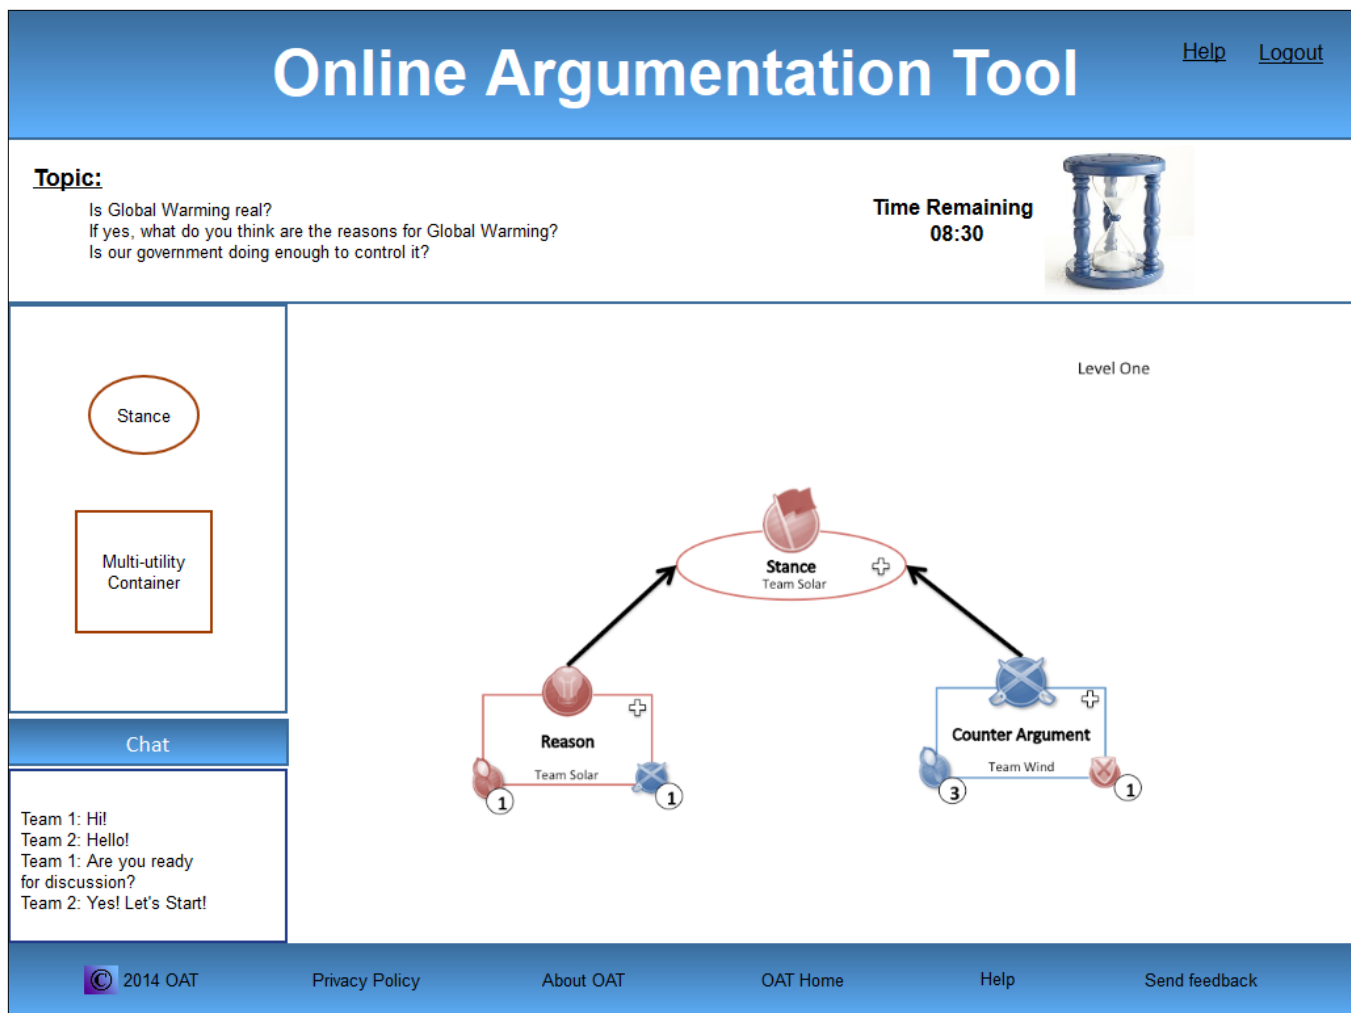 Online Argumentation Tool
Help
Logout
Topic:
Is Global Warming real?
If yes, what do you think are the reasons for Global Warming?
Is our government doing enough to control it?
Time Remaining
08:30
Stance
Multi-utility
Container
Chat
Team 1: Hi!
Team 2: Hello!
Team 1: Are you ready
for discussion?
Team 2: Yes! Let's Start!
Level One
Stance
Team Solar
Reason
Team Solar
1
1
Counter Argument
Team Wind
3
1
© 2014 OAT
Privacy Policy
About OAT
OAT Home
Help
Send feedback